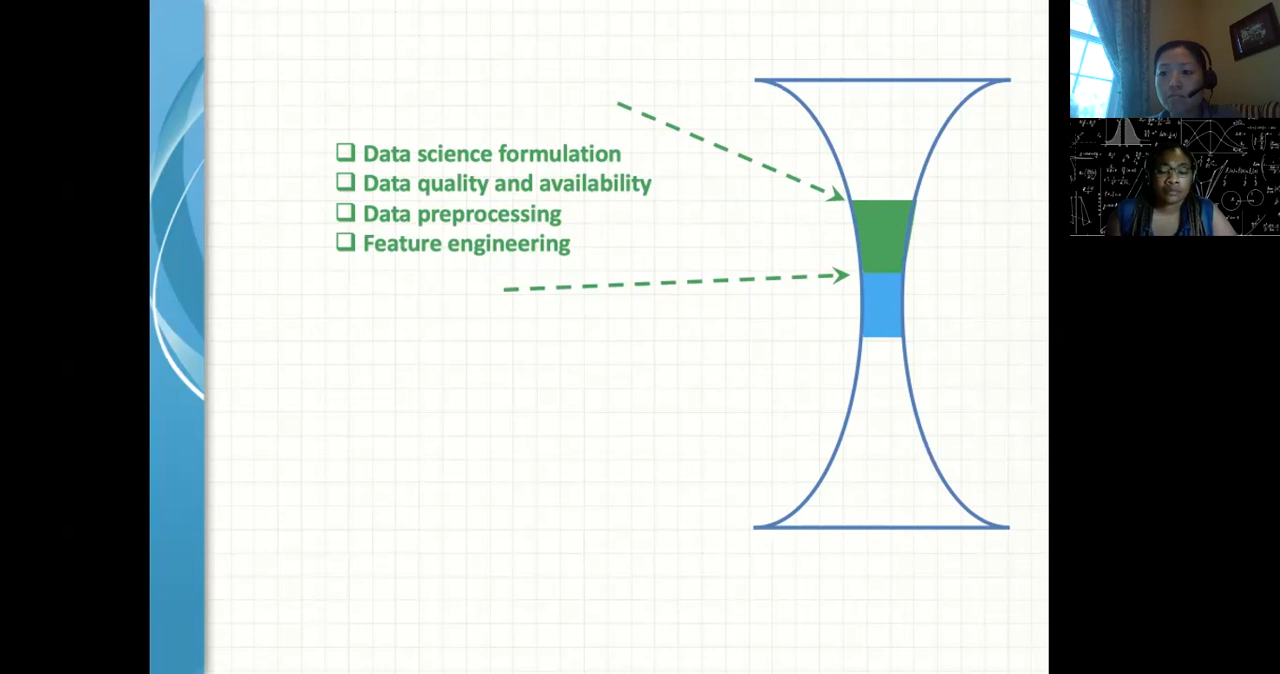 ❑ Data science formulation
❑ Data quality and availability
❑ Data preprocessing
❑ Feature engineering